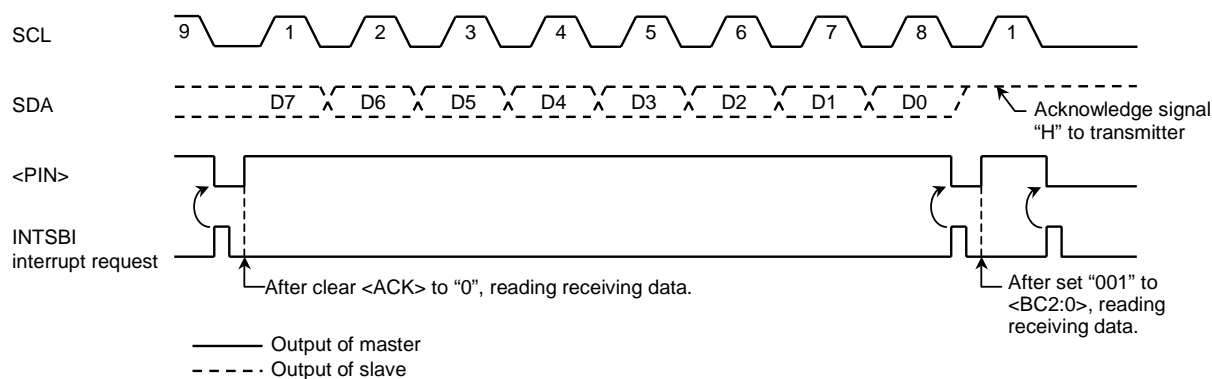 SCL
9 1 2 3 4 5 6 7 8 1
SDA
D7 D6 D5 D4 D3 D2 D1 D0
Acknowledge signal
“H” to transmitter
<PIN>
INTSBI
interrupt request
After clear <ACK> to “0”, reading receiving data.
After set “001” to
<BC2:0>, reading
receiving data.
Output of master
Output of slave